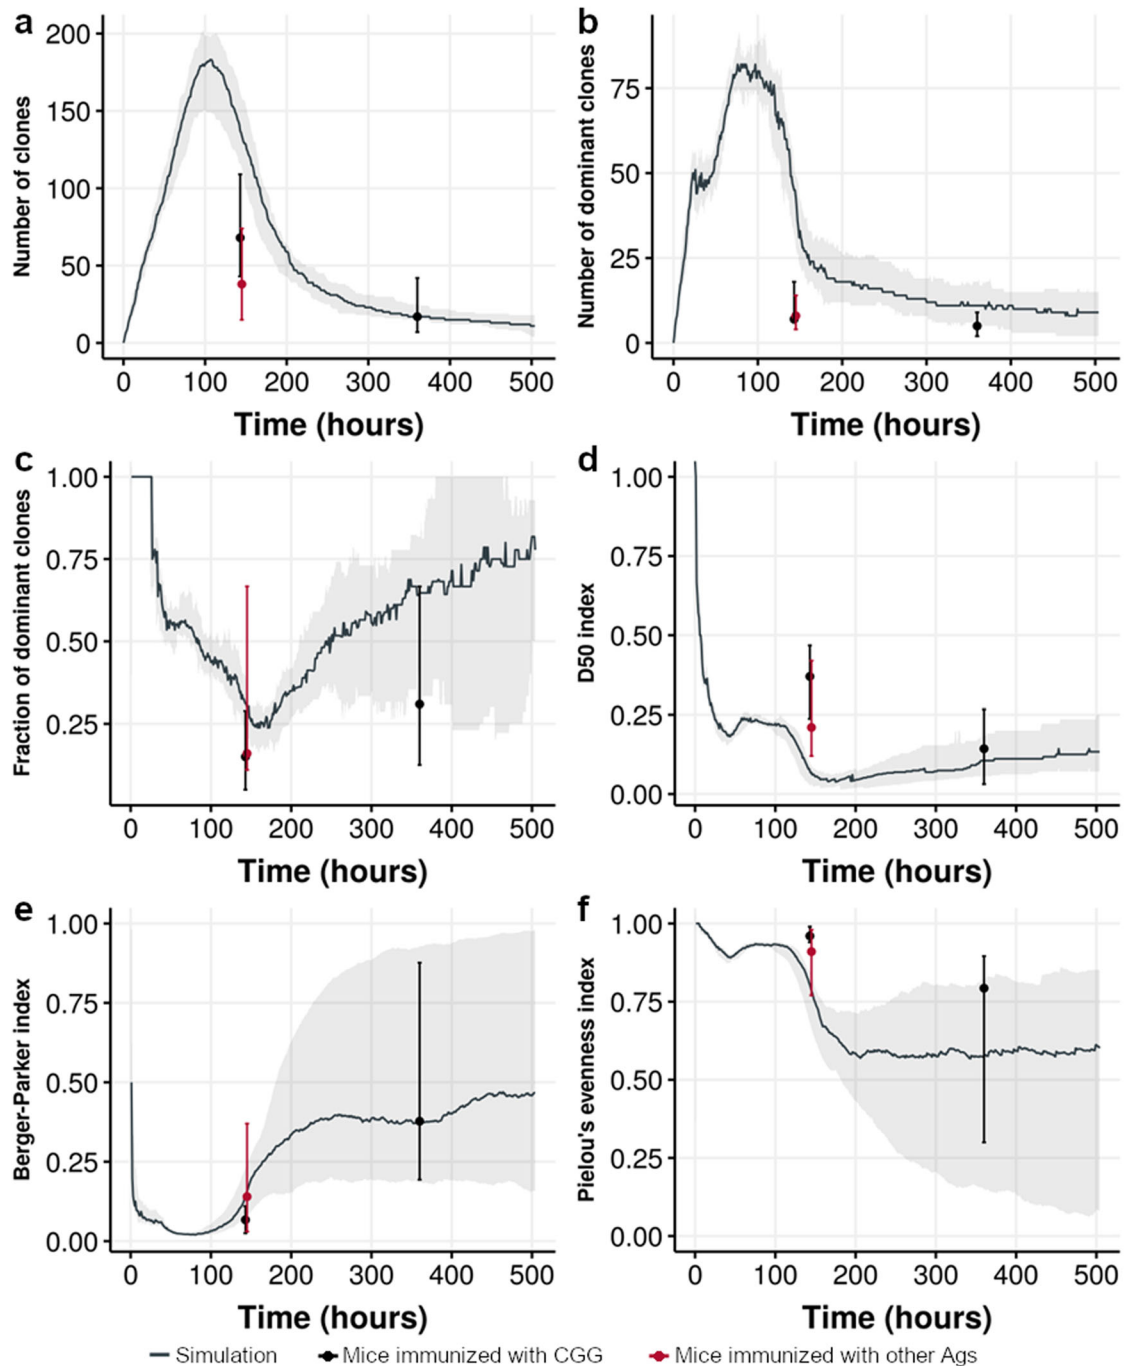 a
Number of clones
200
150
100
50
0
0 100 200 300 400 500
Time (hours)
b
Number of dominant clones
75
50
25
0
0 100 200 300 400 500
Time (hours)
c
Fraction of dominant clones
1.00
0.75
0.50
0.25
0 100 200 300 400 500
Time (hours)
d
D50 index
1.00
0.75
0.50
0.25
0.00
0 100 200 300 400 500
Time (hours)
e
Berger-Parker index
1.00
0.75
0.50
0.25
0.00
0 100 200 300 400 500
Time (hours)
f
Pielou's evenness index
1.00
0.75
0.50
0.25
0.00
0 100 200 300 400 500
Time (hours)
Simulation Mice immunized with CGG Mice immunized with other Ags